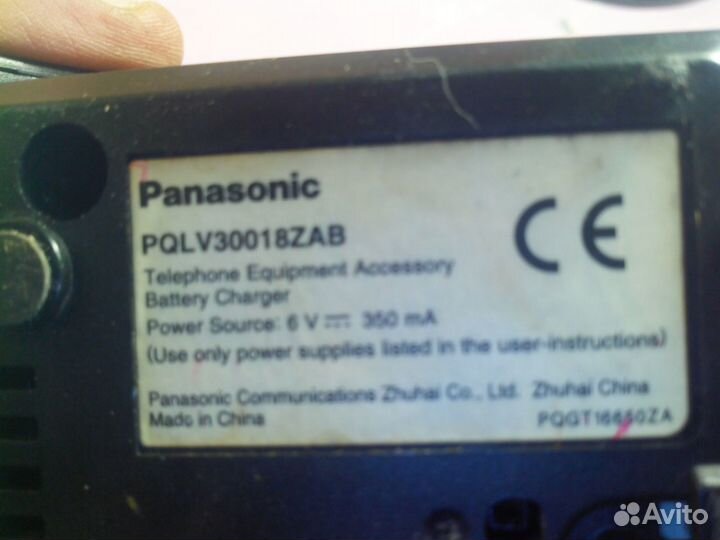 Panasonic
PQLV30018ZAB
CE
Telephone Equipment Accessory
Battery Charger
Power Source: 6 V ⎓ 350 mA
(Use only power supplies listed in the user-instructions)
Panasonic Communications Zhuhai Co., Ltd. Zhuhai China
Made in China
PQGT16650ZA
Avito